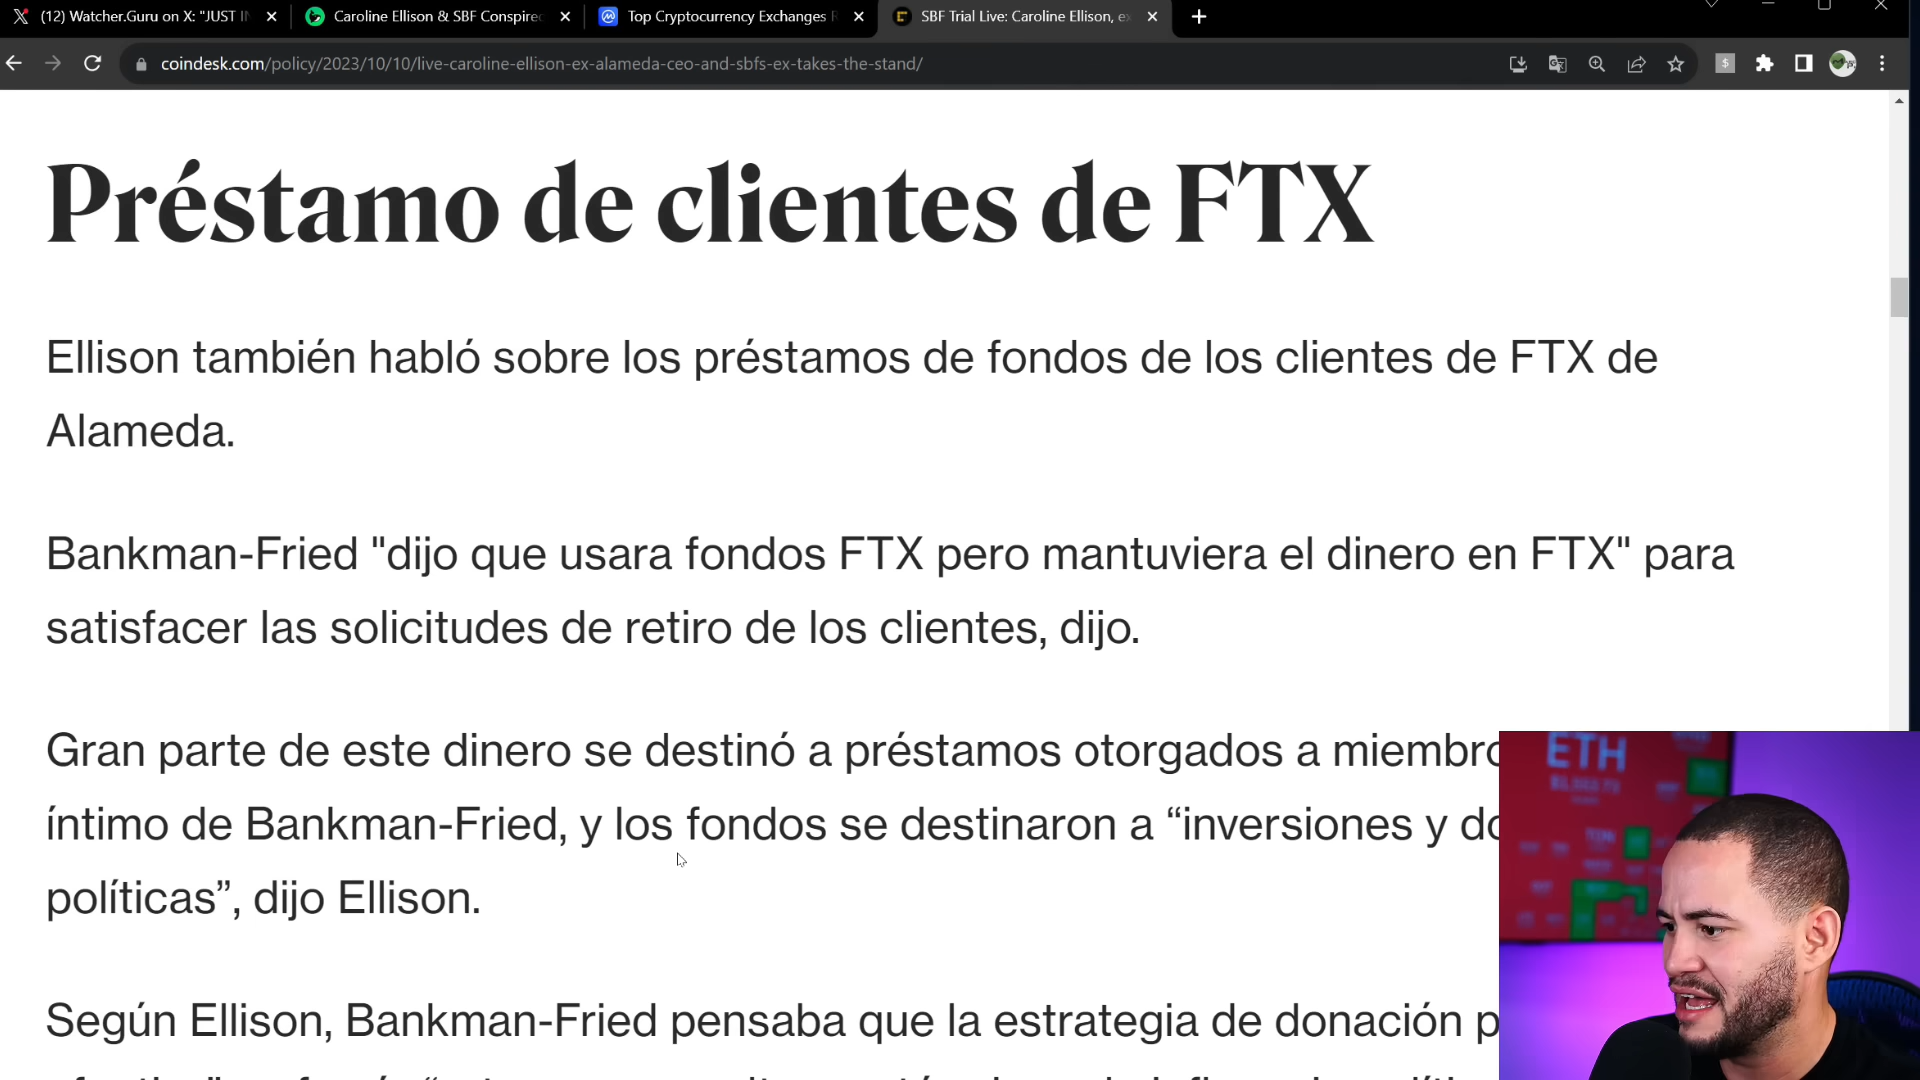 (12) Watcher.Guru on X: "JUST IN
Caroline Ellison & SBF Conspired
Top Cryptocurrency Exchanges R
SBF Trial Live: Caroline Ellison, ex
coindesk.com/policy/2023/10/10/live-caroline-ellison-ex-alameda-ceo-and-sbfs-ex-takes-the-stand/
Préstamo de clientes de FTX
Ellison también habló sobre los préstamos de fondos de los clientes de FTX de
Alameda.
Bankman-Fried "dijo que usara fondos FTX pero mantuviera el dinero en FTX" para
satisfacer las solicitudes de retiro de los clientes, dijo.
Gran parte de este dinero se destinó a préstamos otorgados a miembro
íntimo de Bankman-Fried, y los fondos se destinaron a “inversiones y do
políticas”, dijo Ellison.
ETH
Según Ellison, Bankman-Fried pensaba que la estrategia de donación p